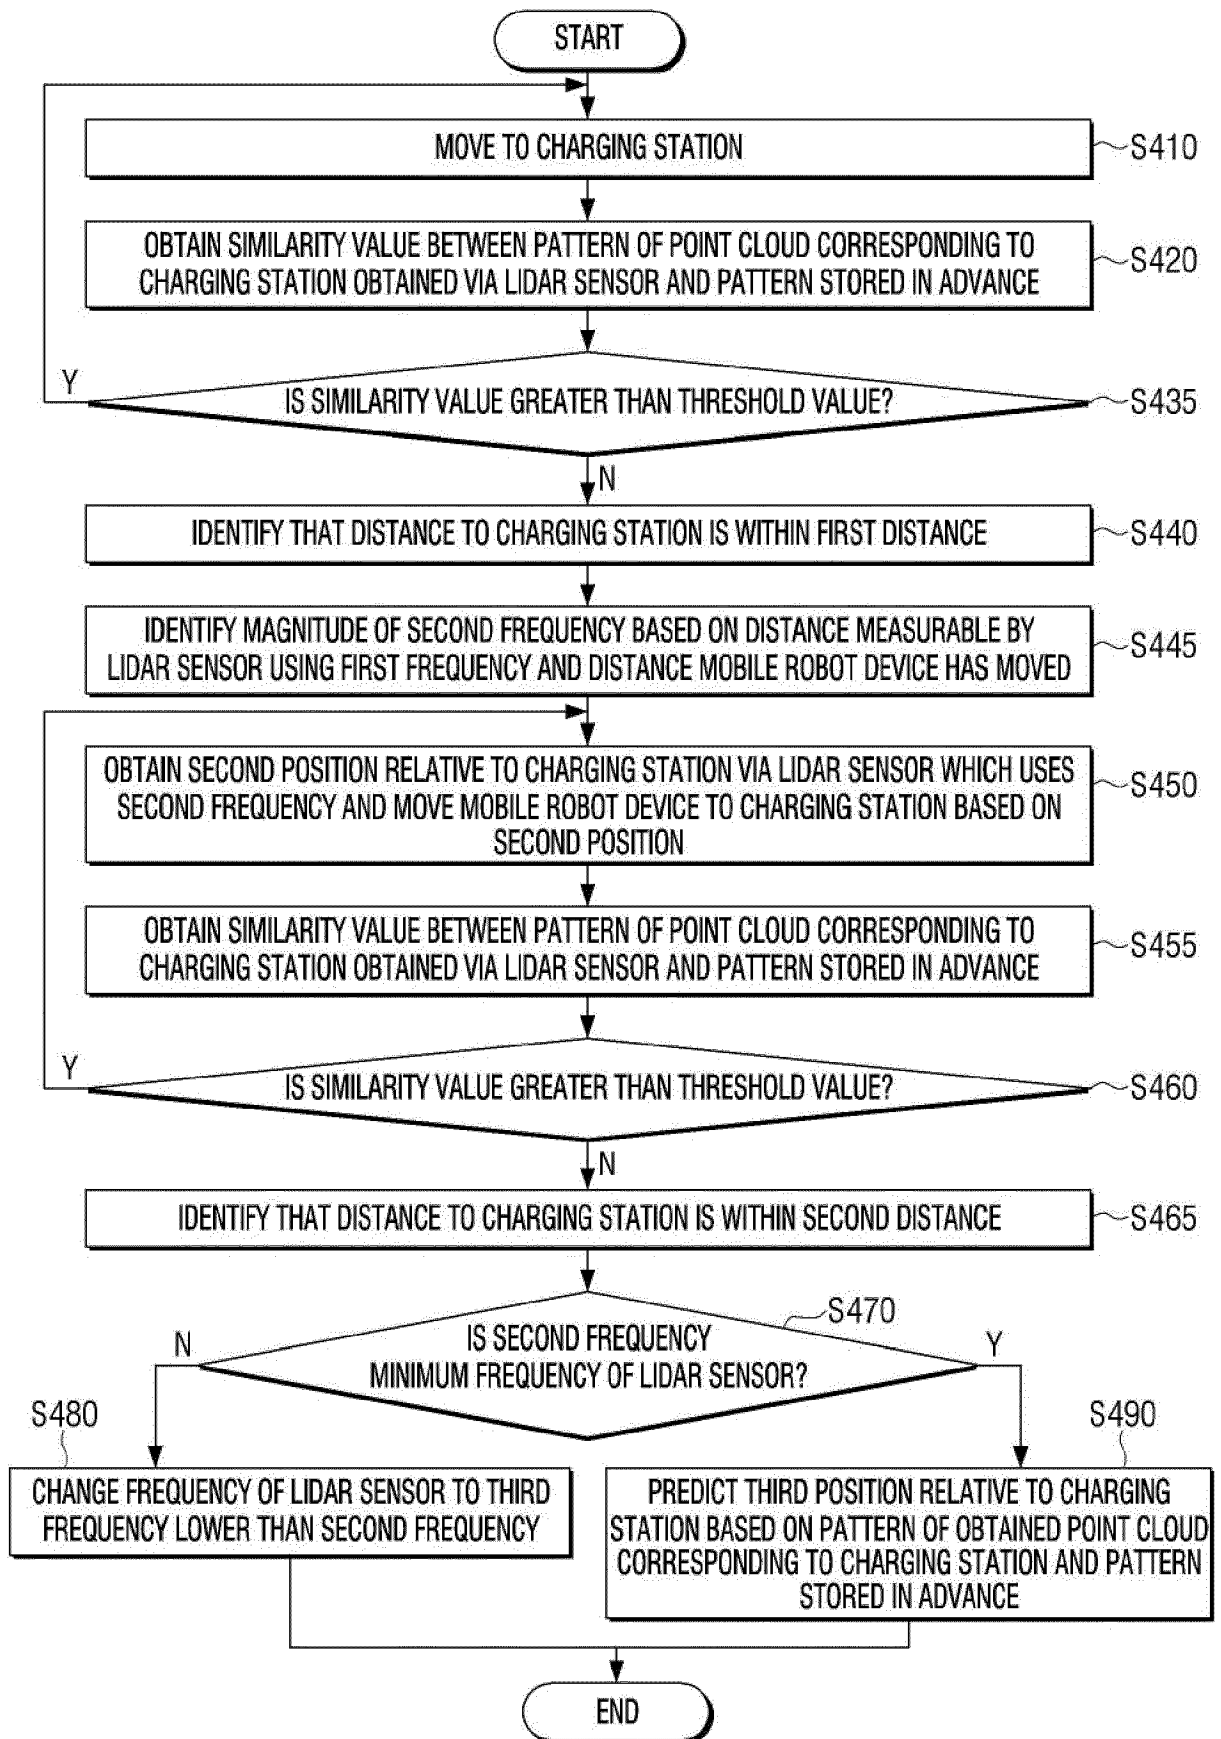 START
MOVE TO CHARGING STATION
S410
OBTAIN SIMILARITY VALUE BETWEEN PATTERN OF POINT CLOUD CORRESPONDING TO
CHARGING STATION OBTAINED VIA LIDAR SENSOR AND PATTERN STORED IN ADVANCE
S420
Y
IS SIMILARITY VALUE GREATER THAN THRESHOLD VALUE?
S435
N
IDENTIFY THAT DISTANCE TO CHARGING STATION IS WITHIN FIRST DISTANCE
S440
IDENTIFY MAGNITUDE OF SECOND FREQUENCY BASED ON DISTANCE MEASURABLE BY
LIDAR SENSOR USING FIRST FREQUENCY AND DISTANCE MOBILE ROBOT DEVICE HAS MOVED
S445
OBTAIN SECOND POSITION RELATIVE TO CHARGING STATION VIA LIDAR SENSOR WHICH USES
SECOND FREQUENCY AND MOVE MOBILE ROBOT DEVICE TO CHARGING STATION BASED ON
SECOND POSITION
S450
OBTAIN SIMILARITY VALUE BETWEEN PATTERN OF POINT CLOUD CORRESPONDING TO
CHARGING STATION OBTAINED VIA LIDAR SENSOR AND PATTERN STORED IN ADVANCE
S455
Y
IS SIMILARITY VALUE GREATER THAN THRESHOLD VALUE?
S460
N
IDENTIFY THAT DISTANCE TO CHARGING STATION IS WITHIN SECOND DISTANCE
S465
S470
N
IS SECOND FREQUENCY
MINIMUM FREQUENCY OF LIDAR SENSOR?
Y
S480
CHANGE FREQUENCY OF LIDAR SENSOR TO THIRD
FREQUENCY LOWER THAN SECOND FREQUENCY
S490
PREDICT THIRD POSITION RELATIVE TO CHARGING
STATION BASED ON PATTERN OF OBTAINED POINT CLOUD
CORRESPONDING TO CHARGING STATION AND PATTERN
STORED IN ADVANCE
END